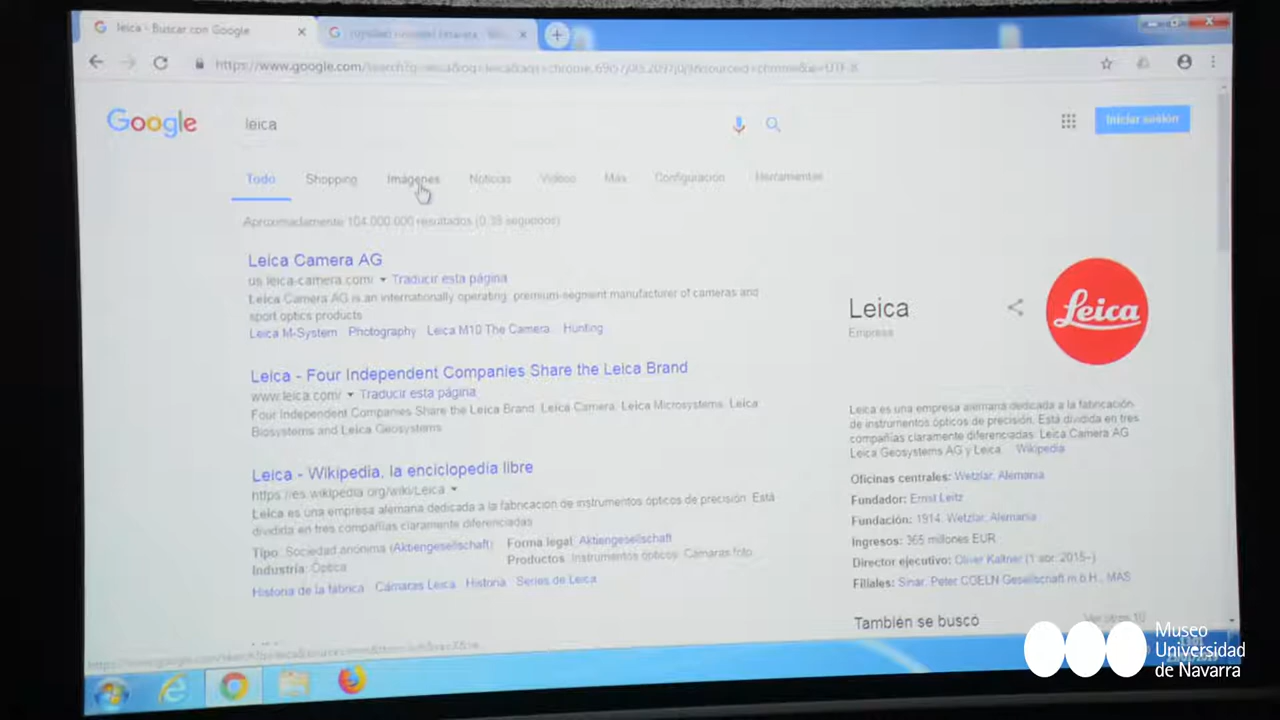 leica - Buscar con Google
Google
leica
Iniciar sesión
Todo Shopping Imágenes Noticias Vídeos Más Configuración Herramientas
Aproximadamente 104.000.000 resultados (0,38 segundos)
Leica Camera AG
us.leica-camera.com/ Traducir esta página
Leica Camera AG is an internationally operating, premium-segment manufacturer of cameras and
sport optics products
Leica M-System Photography Leica M10 The Camera Hunting
Leica - Four Independent Companies Share the Leica Brand
www.leica.com/ Traducir esta página
Four Independent Companies Share the Leica Brand. Leica Camera, Leica Microsystems, Leica
Biosystems and Leica Geosystems
Leica - Wikipedia, la enciclopedia libre
https://es.wikipedia.org/wiki/Leica
Leica es una empresa alemana dedicada a la fabricación de instrumentos ópticos de precisión. Está
dividida en tres compañías claramente diferenciadas
Tipo: Sociedad anónima (Aktiengesellschaft) Forma legal: Aktiengesellschaft
Industria: Óptica Productos: Instrumentos ópticos, Cámaras foto
Historia de la fábrica Cámaras Leica Historia Series de Leica
Leica
Empresa
Leica
Leica es una empresa alemana dedicada a la fabricación
de instrumentos ópticos de precisión. Está dividida en tres
compañías claramente diferenciadas: Leica Camera AG
Leica Geosystems AG y Leica Wikipedia
Oficinas centrales: Wetzlar, Alemania
Fundador: Ernst Leitz
Fundación: 1914, Wetzlar, Alemania
Ingresos: 365 millones EUR
Director ejecutivo: Oliver Kaltner (1 abr. 2015–)
Filiales: Sinar, Peter COELN Gesellschaft m.b.H., MAS
También se buscó
Museo
Universidad
de Navarra